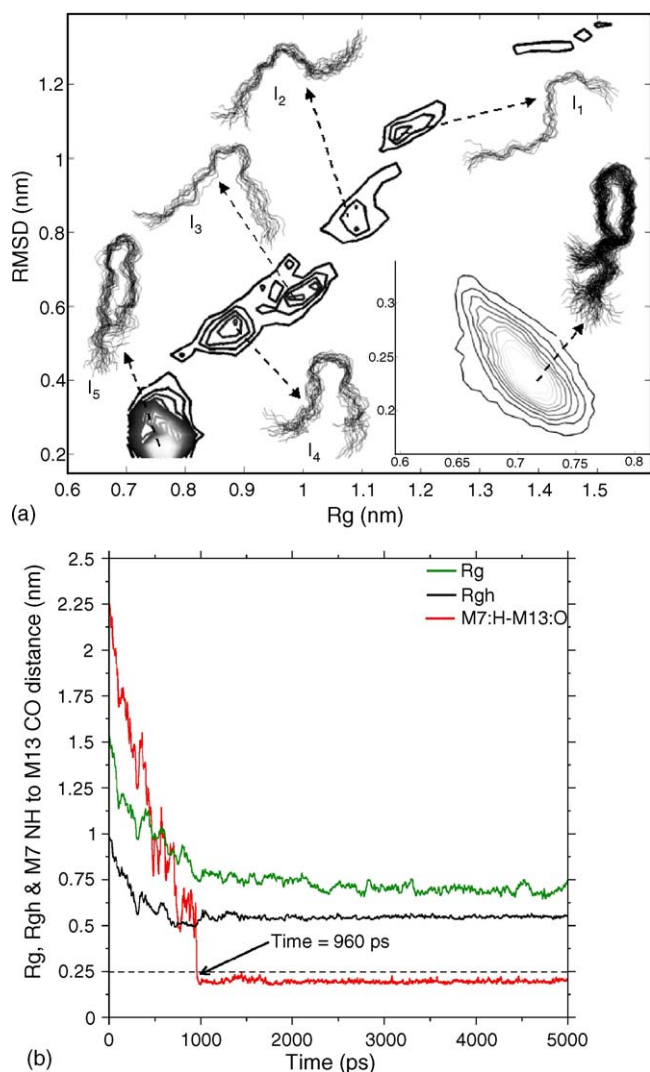 1.2
1
0.8
0.6
0.4
0.2
RMSD (nm)
I2
I1
I3
I5
I4
0.3
0.25
0.2
0.6 0.65 0.7 0.75 0.8
0.6 0.7 0.8 0.9 1 1.1 1.2 1.3 1.4 1.5
(a)
Rg (nm)
2.5
2.25
2
1.75
1.5
1.25
1
0.75
0.5
0.25
0
Rg, Rgh & M7 NH to M13 CO distance (nm)
Rg
Rgh
M7:H-M13:O
Time = 960 ps
0 1000 2000 3000 4000 5000
(b)
Time (ps)